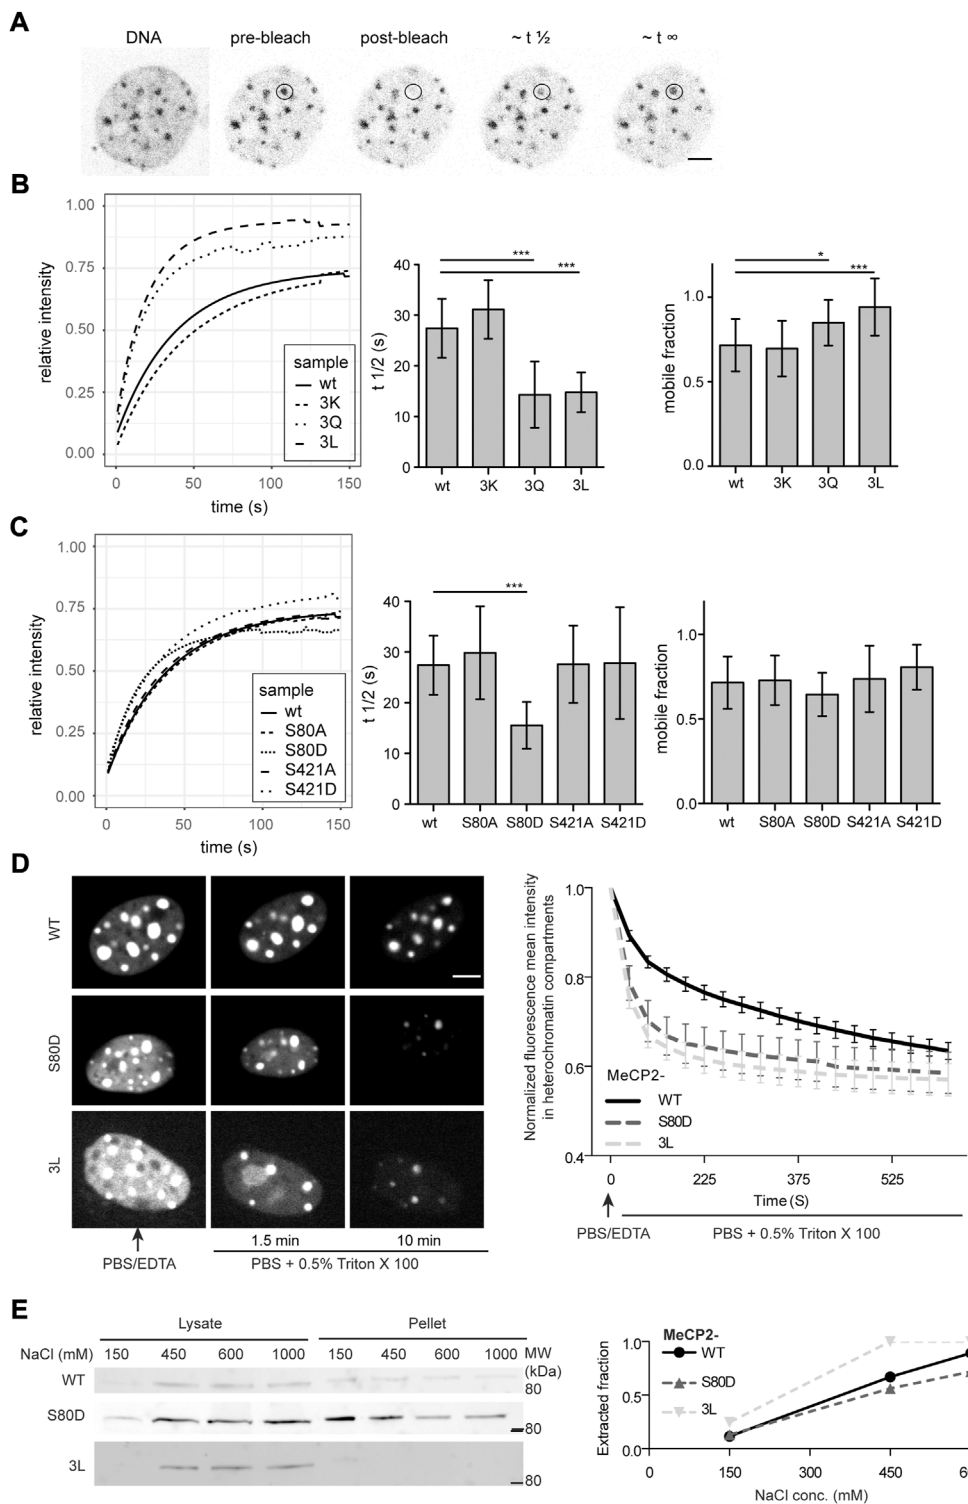 A
DNA pre-bleach post-bleach ~ t ½ ~ t ∞
B
1.00
0.75
0.50
0.25
0.00
relative intensity
0 50 100 150
time (s)
sample
wt
3K
3Q
3L
40
30
20
10
0
t 1/2 (s)
***
***
wt 3K 3Q 3L
1.0
0.5
0.0
mobile fraction
*
***
wt 3K 3Q 3L
C
1.00
0.75
0.50
0.25
0.00
relative intensity
0 50 100 150
time (s)
sample
wt
S80A
S80D
S421A
S421D
40
30
20
10
0
t 1/2 (s)
***
wt S80A S80D S421A S421D
1.0
0.5
0.0
mobile fraction
wt S80A S80D S421A S421D
D
WT
S80D
3L
1.5 min 10 min
PBS/EDTA PBS + 0.5% Triton X 100
Normalized fluorescence mean intensity
in heterochromatin compartments
1.0
0.8
0.6
0.4
MeCP2-
WT
S80D
3L
0 225 375 525
Time (S)
PBS/EDTA PBS + 0.5% Triton X 100
E
Lysate Pellet
NaCl (mM) 150 450 600 1000 150 450 600 1000 MW
(kDa)
WT 80
S80D 80
3L 80
Extracted fraction
1.0
0.5
0.0
MeCP2-
WT
S80D
3L
0 150 300 450
NaCl conc. (mM)